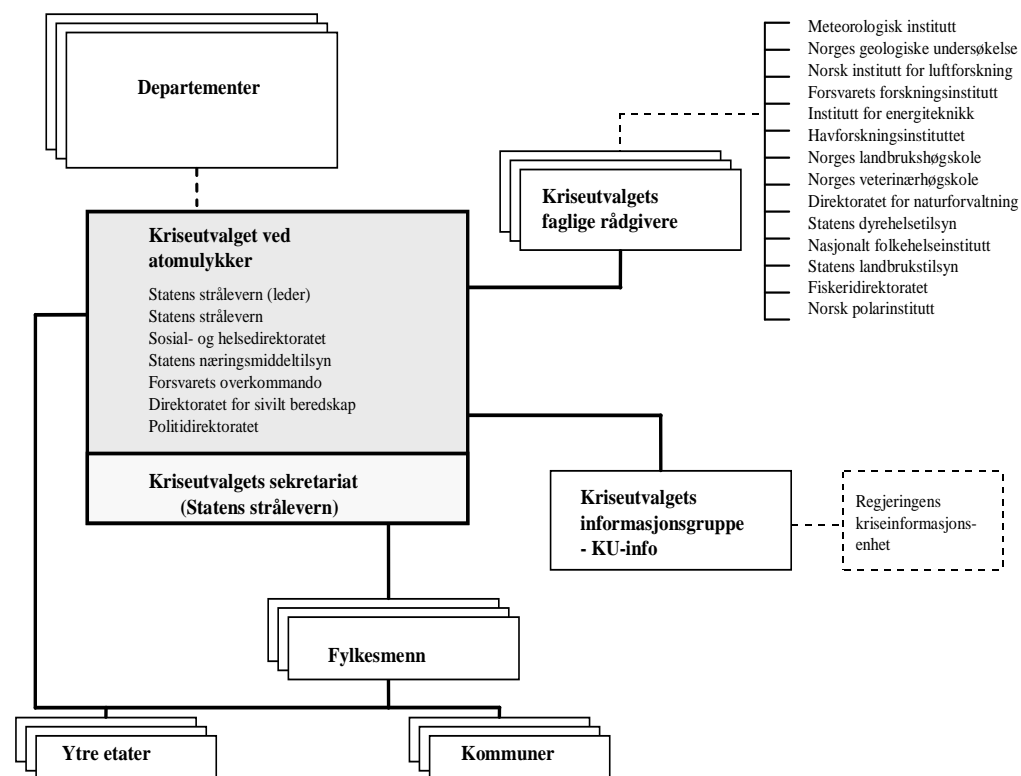 Departementer
Kriseutvalget ved
atomulykker
Statens strålevern (leder)
Statens strålevern
Sosial- og helsedirektoratet
Statens næringsmiddeltilsyn
Forsvarets overkommando
Direktoratet for sivilt beredskap
Politidirektoratet
Kriseutvalgets sekretariat
(Statens strålevern)
Kriseutvalgets
faglige rådgivere
Meteorologisk institutt
Norges geologiske undersøkelse
Norsk institutt for luftforskning
Forsvarets forskningsinstitutt
Institutt for energiteknikk
Havforskningsinstituttet
Norges landbrukshøgskole
Norges veterinærhøgskole
Direktoratet for naturforvaltning
Statens dyrehelsetilsyn
Nasjonalt folkehelseinstitutt
Statens landbrukstilsyn
Fiskeridirektoratet
Norsk polarinstitutt
Kriseutvalgets
informasjonsgruppe
- KU-info
Regjeringens
kriseinformasjons-
enhet
Fylkesmenn
Ytre etater
Kommuner